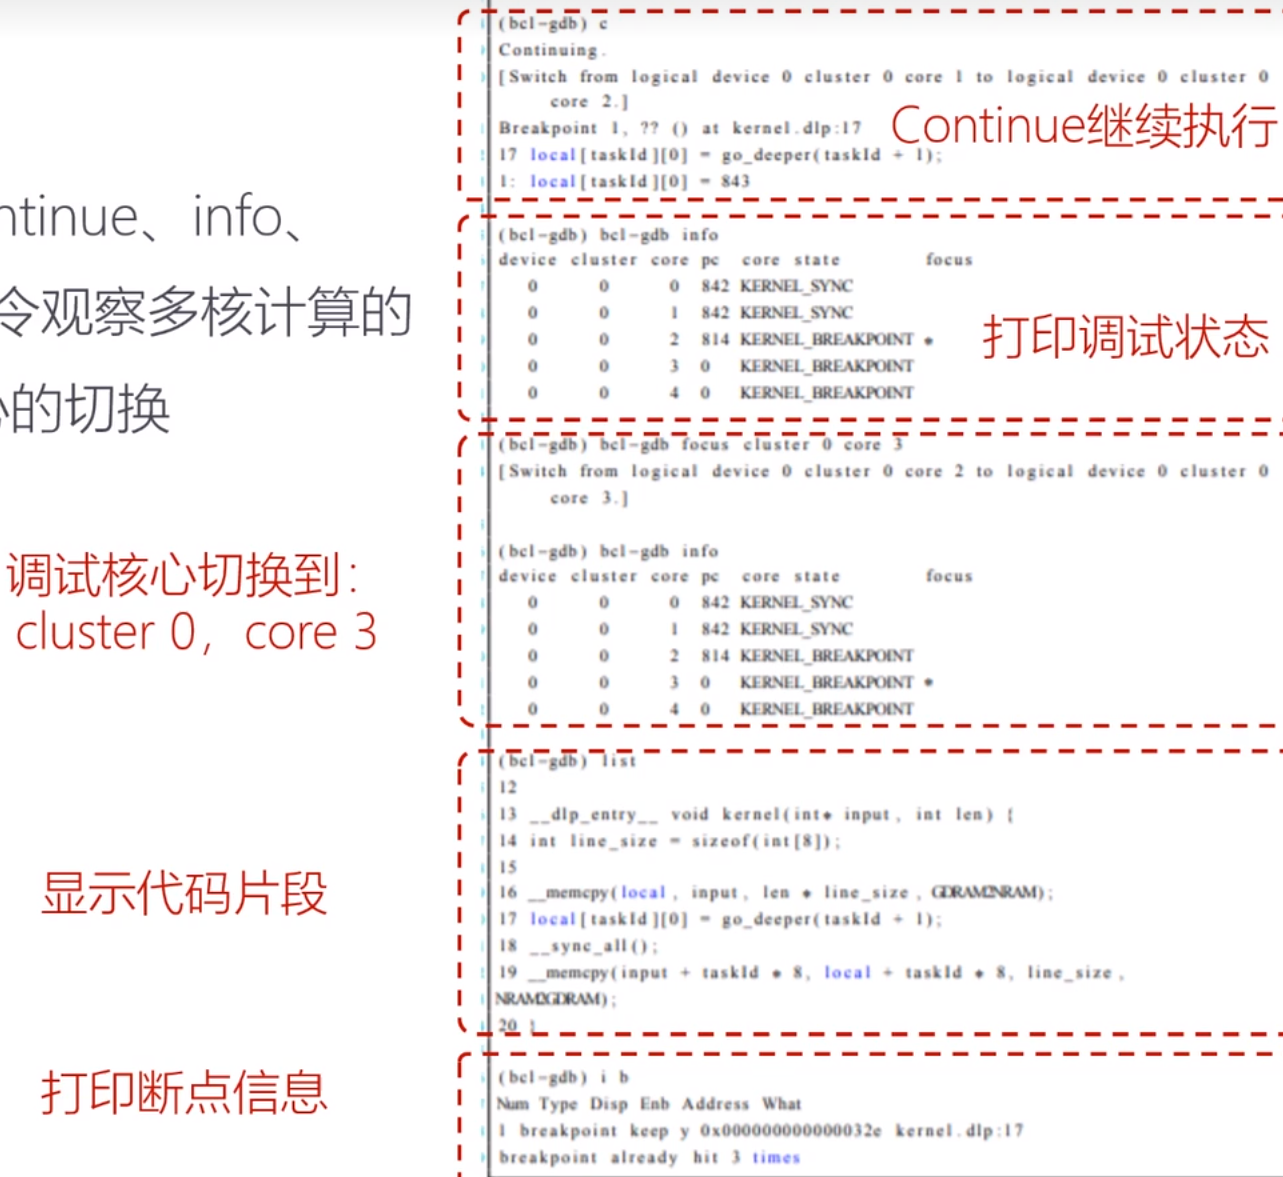 ntinue、info、
令观察多核计算的
心的切换
(bcl-gdb) c
Continuing.
[Switch from logical device 0 cluster 0 core 1 to logical device 0 cluster 0
core 2.]
Breakpoint 1, ?? () at kernel.dlp:17
17 local[taskId][0] = go_deeper(taskId + 1);
1: local[taskId][0] = 843
Continue继续执行
(bcl-gdb) bcl-gdb info
device cluster core pc core state focus
0 0 0 842 KERNEL_SYNC
0 0 1 842 KERNEL_SYNC
0 0 2 814 KERNEL_BREAKPOINT *
0 0 3 0 KERNEL_BREAKPOINT
0 0 4 0 KERNEL_BREAKPOINT
打印调试状态
调试核心切换到：
cluster 0，core 3
(bcl-gdb) bcl-gdb focus cluster 0 core 3
[Switch from logical device 0 cluster 0 core 2 to logical device 0 cluster 0
core 3.]
(bcl-gdb) bcl-gdb info
device cluster core pc core state focus
0 0 0 842 KERNEL_SYNC
0 0 1 842 KERNEL_SYNC
0 0 2 814 KERNEL_BREAKPOINT
0 0 3 0 KERNEL_BREAKPOINT *
0 0 4 0 KERNEL_BREAKPOINT
显示代码片段
(bcl-gdb) list
12
13 __dlp_entry__ void kernel(int* input, int len) {
14 int line_size = sizeof(int[8]);
15
16 __memcpy(local, input, len * line_size, GDRAM2NRAM);
17 local[taskId][0] = go_deeper(taskId + 1);
18 __sync_all();
19 __memcpy(input + taskId * 8, local + taskId * 8, line_size,
NRAM2GDRAM);
20 }
打印断点信息
(bcl-gdb) i b
Num Type Disp Enb Address What
1 breakpoint keep y 0x000000000000032e kernel.dlp:17
breakpoint already hit 3 times